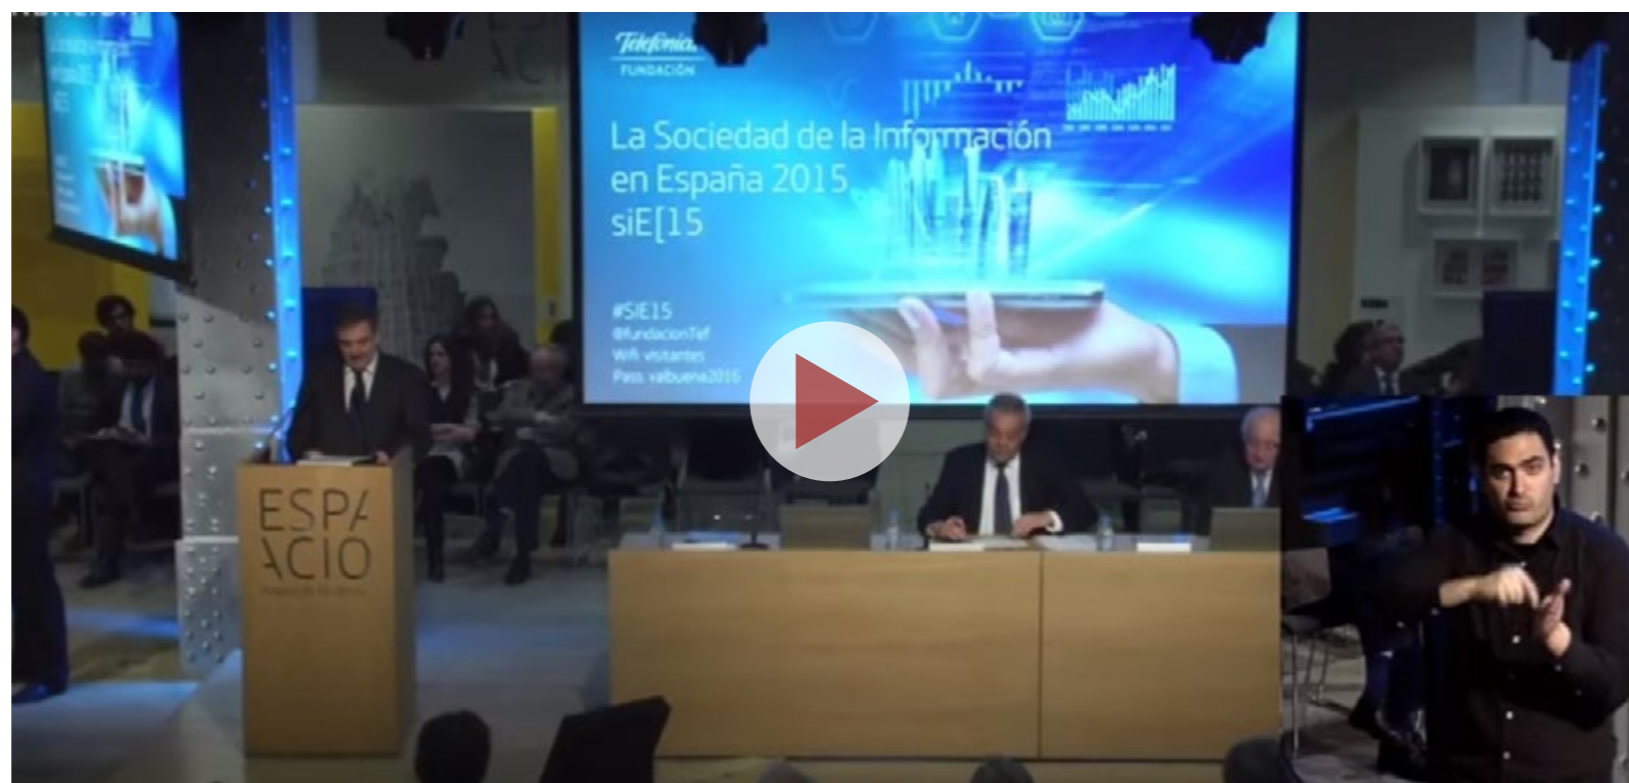 Telefónica
FUNDACIÓN
La Sociedad de la Información
en España 2015
siE[15
#SIE15
@fundacionTef
Wifi: visitantes
Pass. valbuena2016
ESPA
ACIO